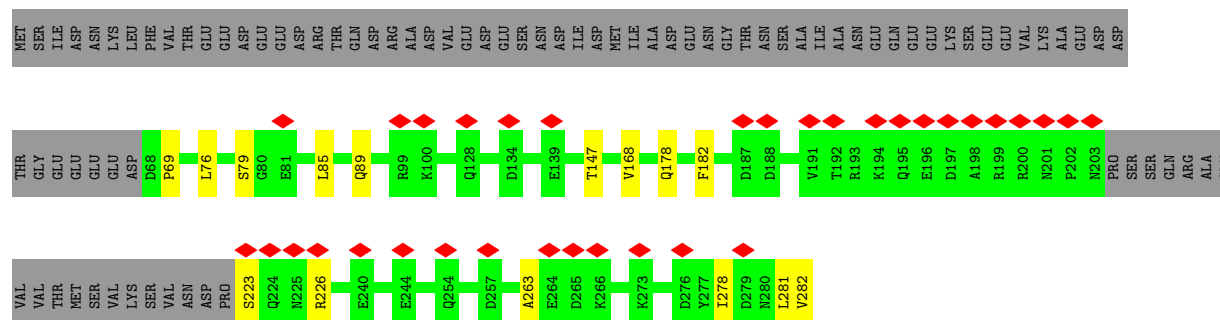 MET SER ILE ASP ASN LYS LEU PHE VAL THR GLU GLU ASP GLU GLU ASP ARG THR GLN ASP ARG ALA ASP VAL GLU ASP GLU SER ASN ASP ILE ASP MET ILE ALA ASP GLU ASN GLY THR ASN SER ALA ILE ALA ASN GLU GLN GLU GLU LYS SER GLU GLU VAL LYS ALA GLU ASP ASP
THR GLY GLU GLU GLU GLU ASP D68 P69 L76 S79 G80 E81 L85 Q89 R99 K100 Q128 D134 E139 T147 V168 Q178 F182 D187 D188 V191 T192 R193 K194 Q195 E196 D197 A198 R199 R200 N201 P202 N203 PRO SER SER GLN ARG ALA
VAL VAL THR MET SER VAL LYS SER VAL ASN ASP PRO S223 Q224 N225 R226 E240 E244 Q254 D257 A263 E264 D265 K266 K273 D276 Y277 I278 D279 N280 L281 V282